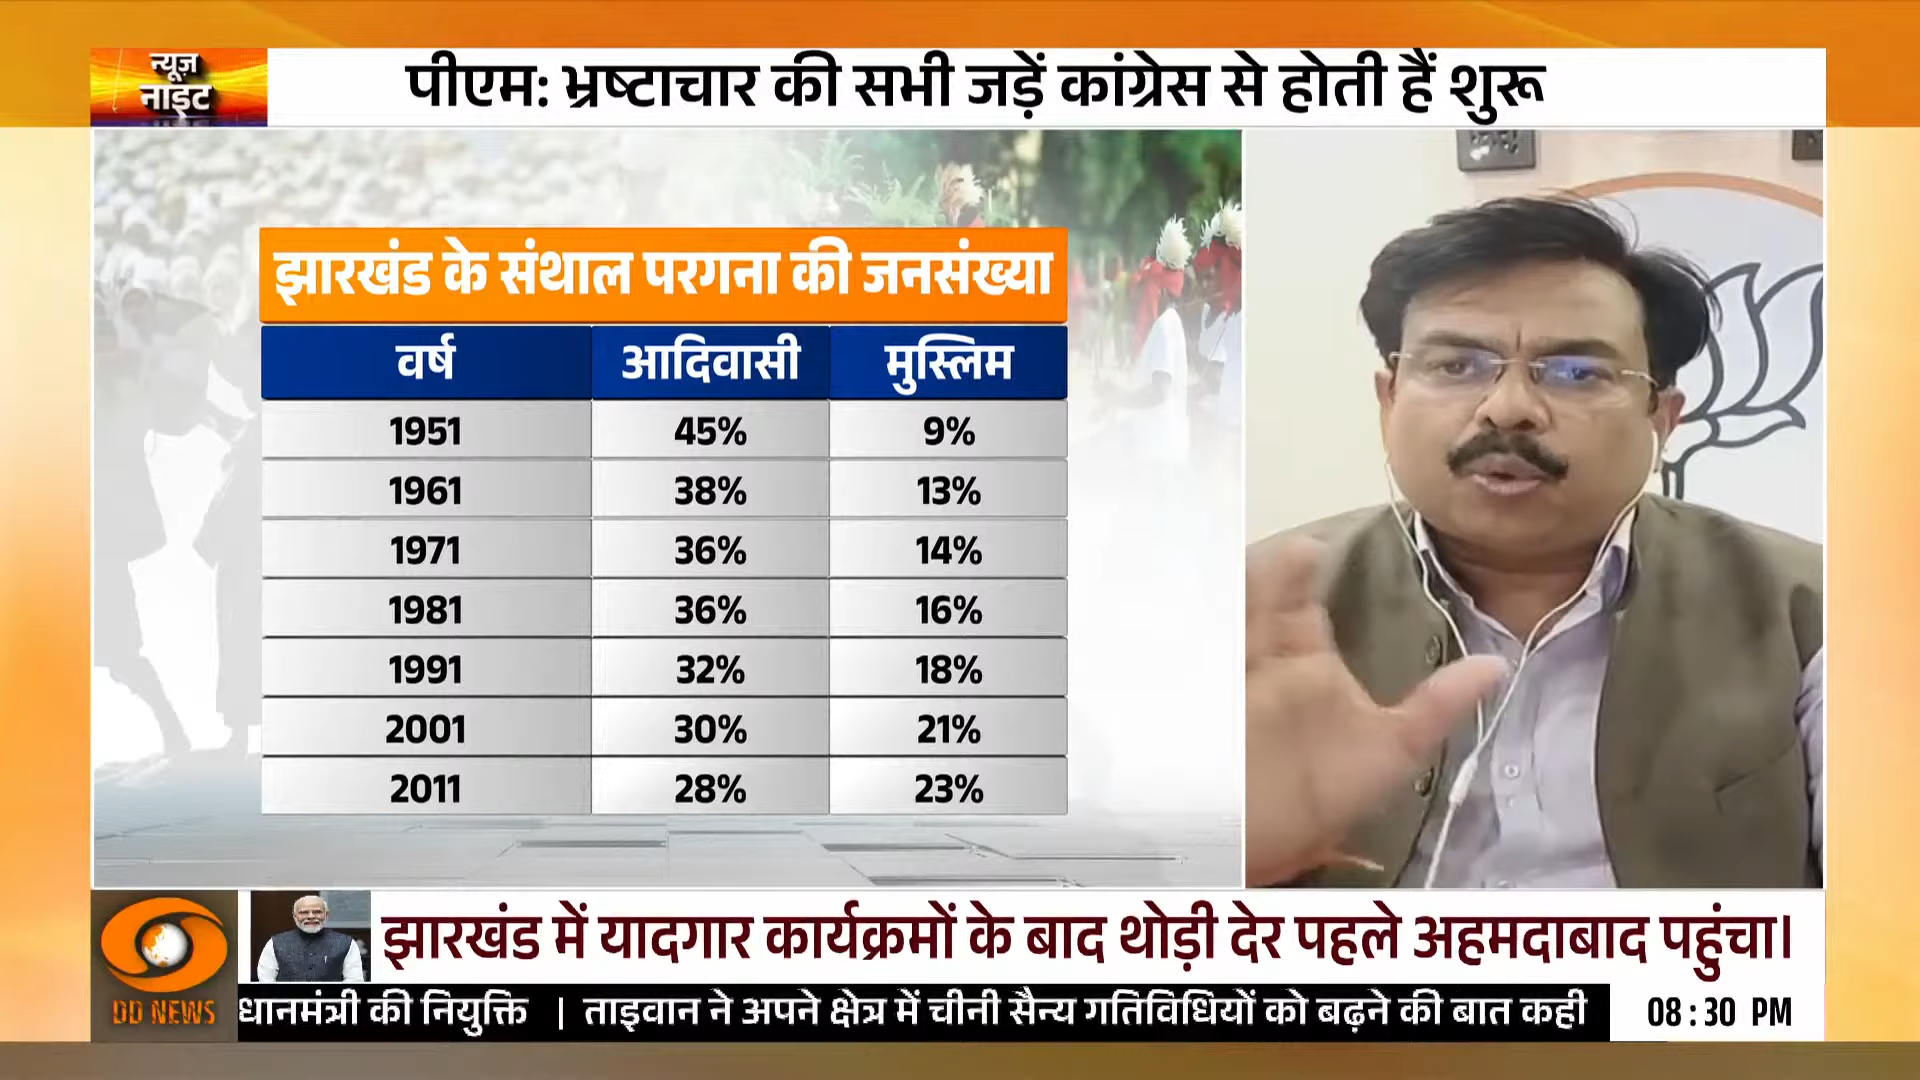 न्यूज़
नाइट
पीएम: भ्रष्टाचार की सभी जड़ें कांग्रेस से होती हैं शुरू
झारखंड के संथाल परगना की जनसंख्या
वर्ष आदिवासी मुस्लिम
1951 45% 9%
1961 38% 13%
1971 36% 14%
1981 36% 16%
1991 32% 18%
2001 30% 21%
2011 28% 23%
झारखंड में यादगार कार्यक्रमों के बाद थोड़ी देर पहले अहमदाबाद पहुंचा।
DD NEWS
धानमंत्री की नियुक्ति | ताइवान ने अपने क्षेत्र में चीनी सैन्य गतिविधियों को बढ़ने की बात कही
08:30 PM